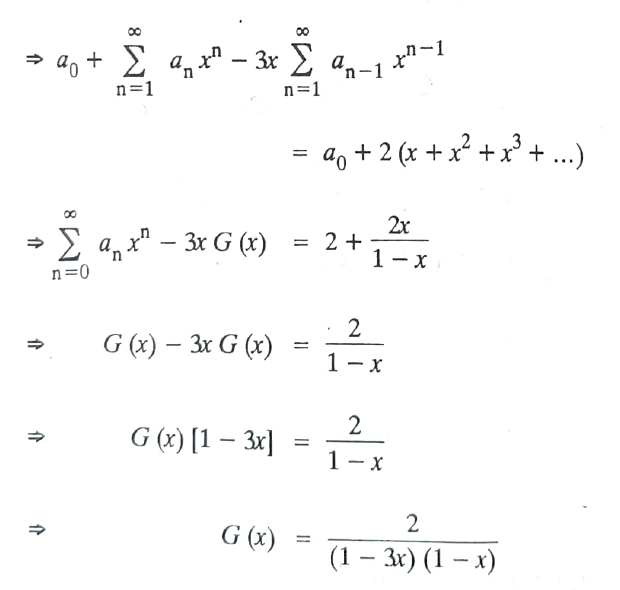 ⇒ a₀ + ∑_{n=1}^{∞} aₙ xⁿ – 3x ∑_{n=1}^{∞} aₙ₋₁ xⁿ⁻¹
= a₀ + 2 (x + x² + x³ + ...)
⇒ ∑_{n=0}^{∞} aₙ xⁿ – 3x G (x) = 2 + 2x/(1 – x)
⇒ G (x) – 3x G (x) = 2/(1 – x)
⇒ G (x) [1 – 3x] = 2/(1 – x)
⇒ G (x) = 2/((1 – 3x) (1 – x))